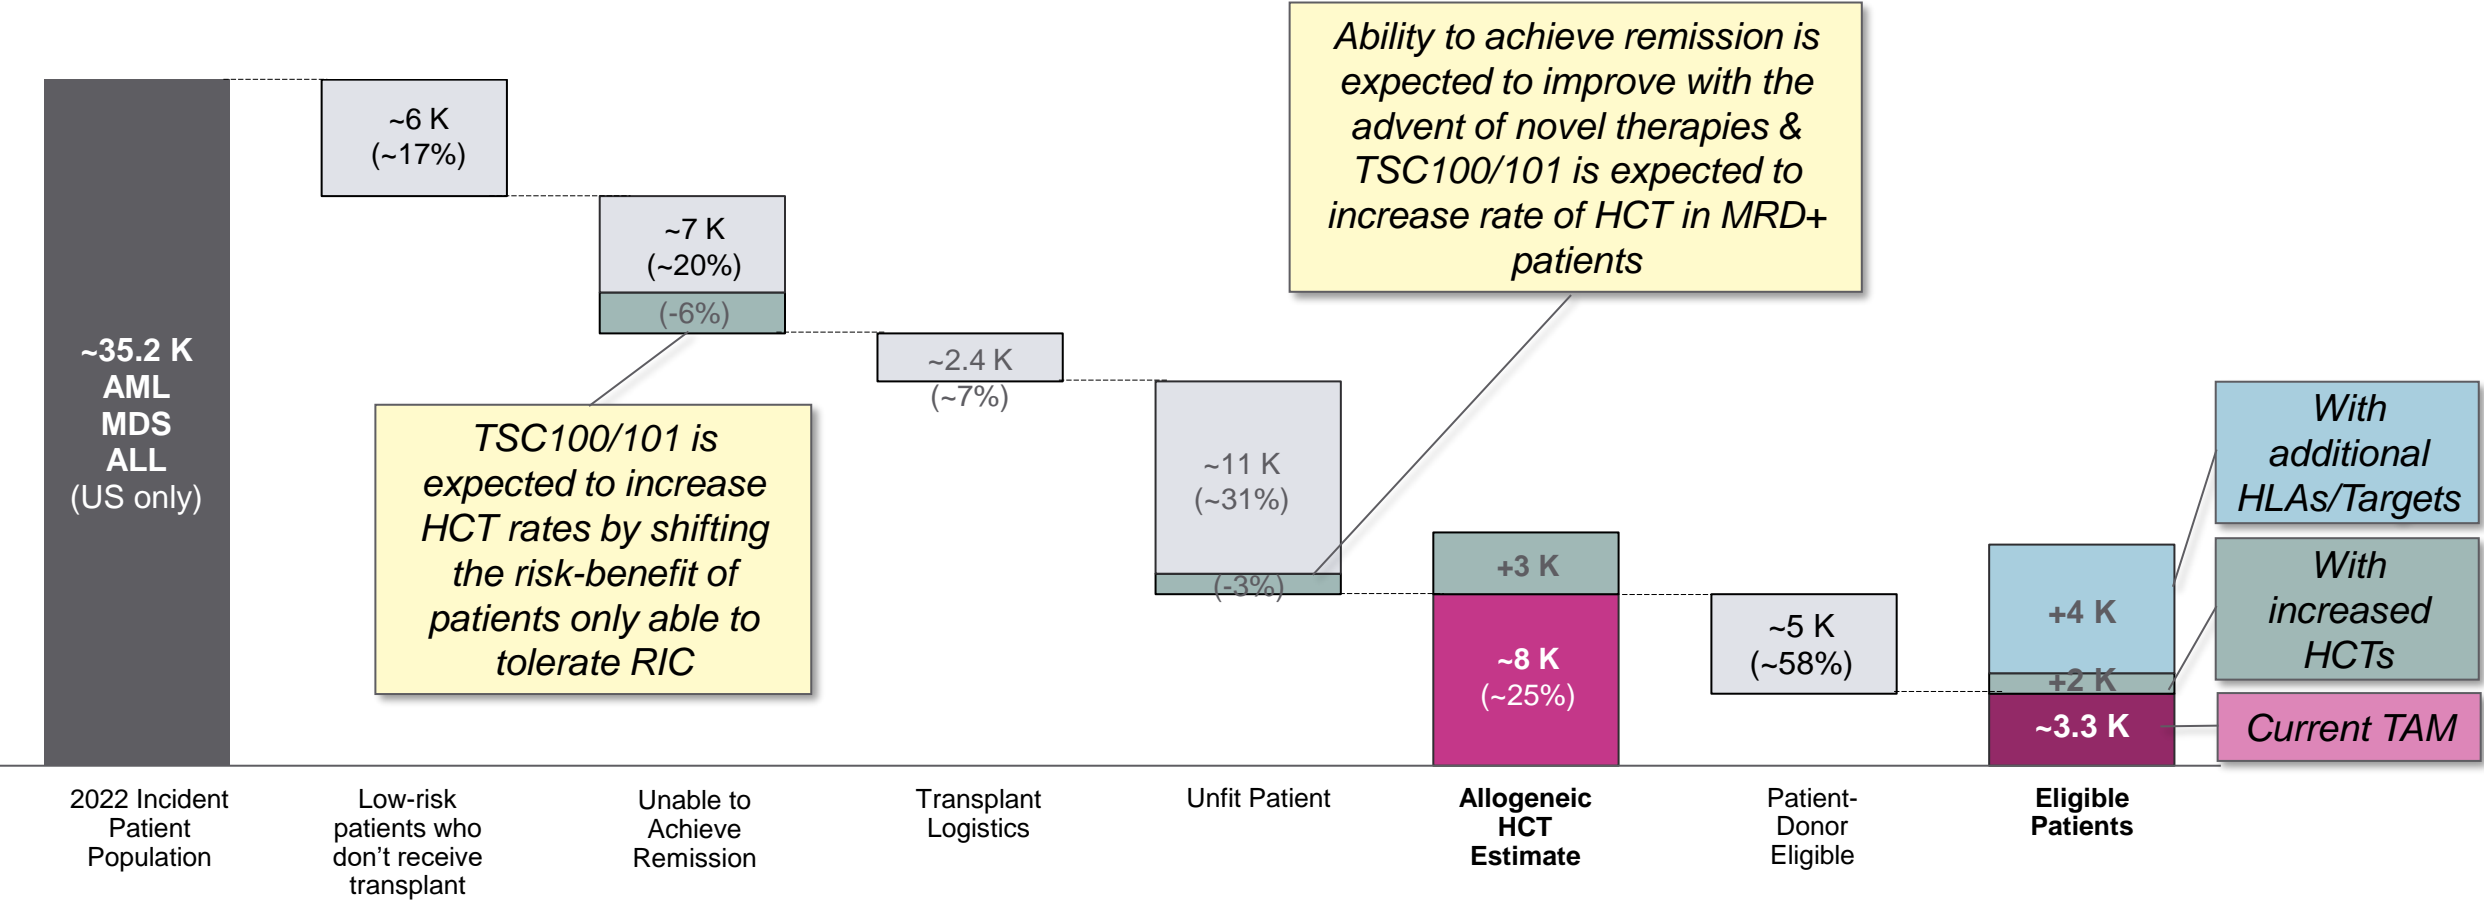 Ability to achieve remission is
expected to improve with the
advent of novel therapies &
TSC100/101 is expected to
increase rate of HCT in MRD+
patients
~6 K
(~17%)
~7 K
(~20%)
(-6%)
~35.2 K
AML
MDS
ALL
(US only)
~2.4 K
(~7%)
TSC100/101 is
expected to increase
HCT rates by shifting
the risk-benefit of
patients only able to
tolerate RIC
~11 K
(~31%)
(-3%)
+3 K
~8 K
(~25%)
~5 K
(~58%)
+4 K
+2 K
~3.3 K
With
additional
HLAs/Targets
With
increased
HCTs
Current TAM
2022 Incident
Patient
Population
Low-risk
patients who
don’t receive
transplant
Unable to
Achieve
Remission
Transplant
Logistics
Unfit Patient
Allogeneic
HCT
Estimate
Patient-
Donor
Eligible
Eligible
Patients